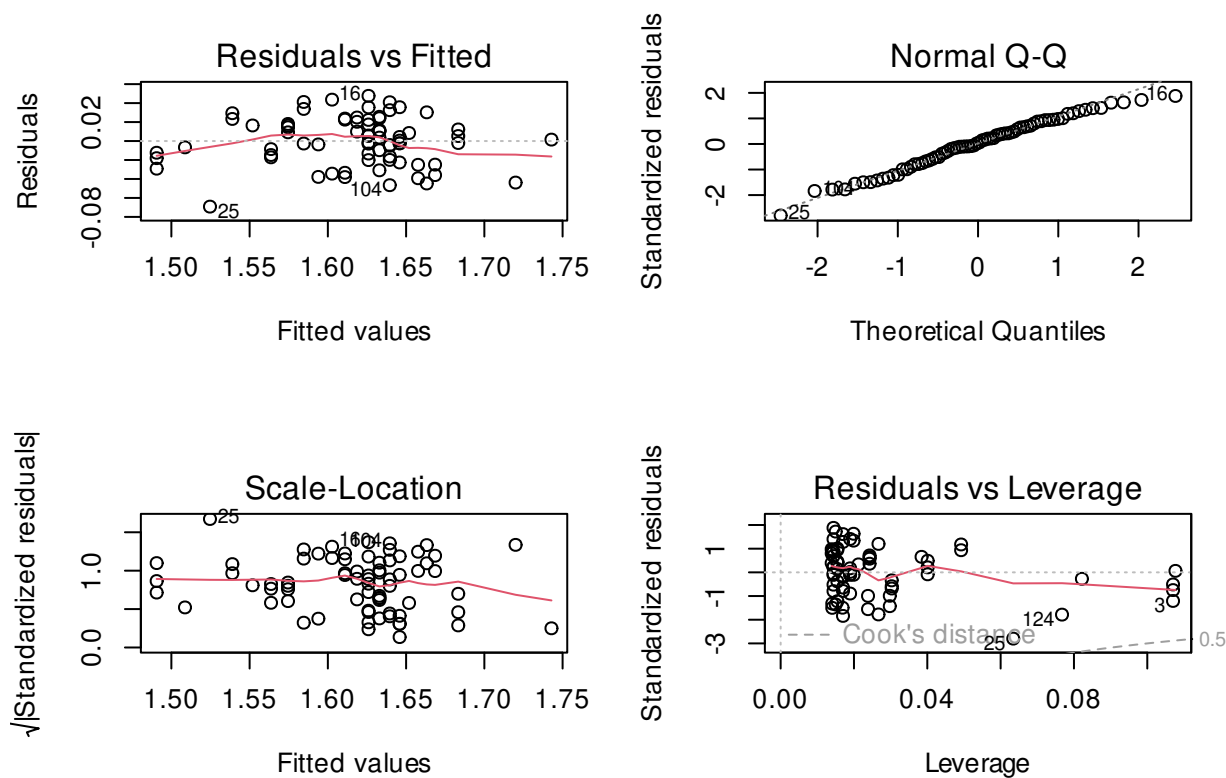 Residuals vs Fitted
Residuals
0.02
-0.08
16
104
25
1.50 1.55 1.60 1.65 1.70 1.75
Fitted values
Normal Q-Q
Standardized residuals
2
0
-2
16
104
25
-2 -1 0 1 2
Theoretical Quantiles
Scale-Location
√|Standardized residuals|
1.0
0.0
25
16
104
1.50 1.55 1.60 1.65 1.70 1.75
Fitted values
Residuals vs Leverage
Standardized residuals
1
-1
-3
3
124
Cook's distance
25
0.5
0.00 0.04 0.08
Leverage